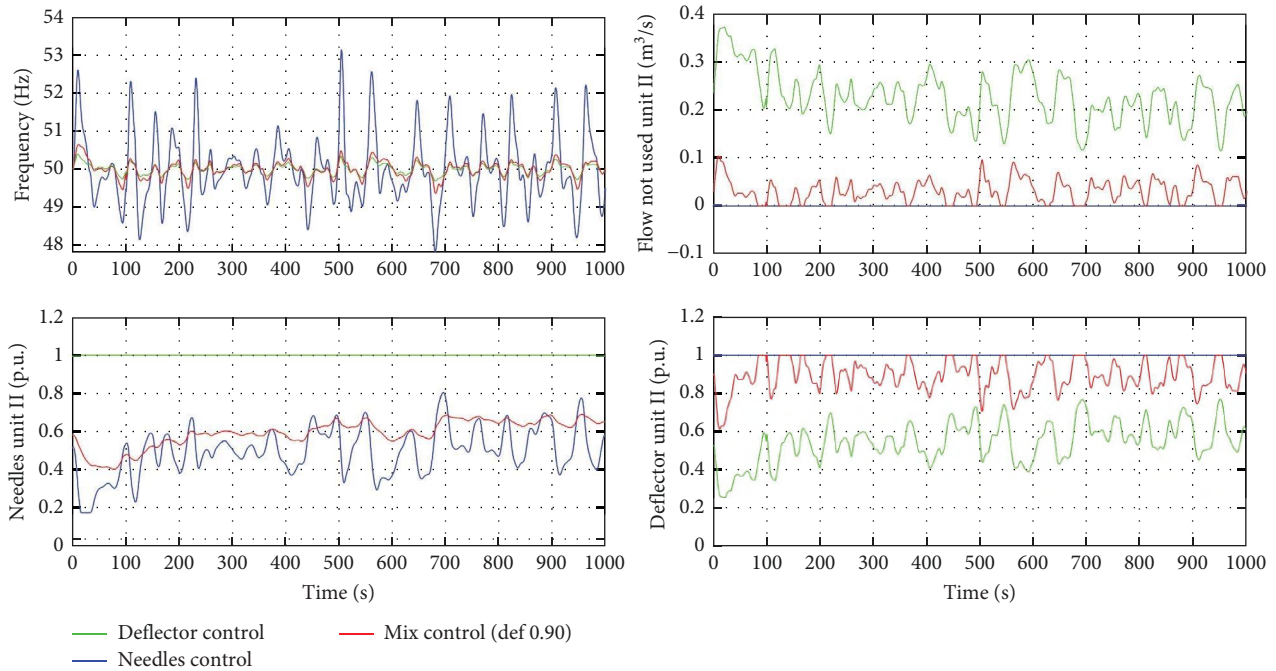 54
53
52
51
50
49
48
Frequency (Hz)
0 100 200 300 400 500 600 700 800 900 1000
0.4
0.3
0.2
0.1
0
−0.1
Flow not used unit II (m³/s)
0 100 200 300 400 500 600 700 800 900 1000
1.2
1
0.8
0.6
0.4
0.2
0
Needles unit II (p.u.)
0 100 200 300 400 500 600 700 800 900 1000
Time (s)
1.2
1
0.8
0.6
0.4
0.2
0
Deflector unit II (p.u.)
0 100 200 300 400 500 600 700 800 900 1000
Time (s)
Deflector control
Needles control
Mix control (def 0.90)